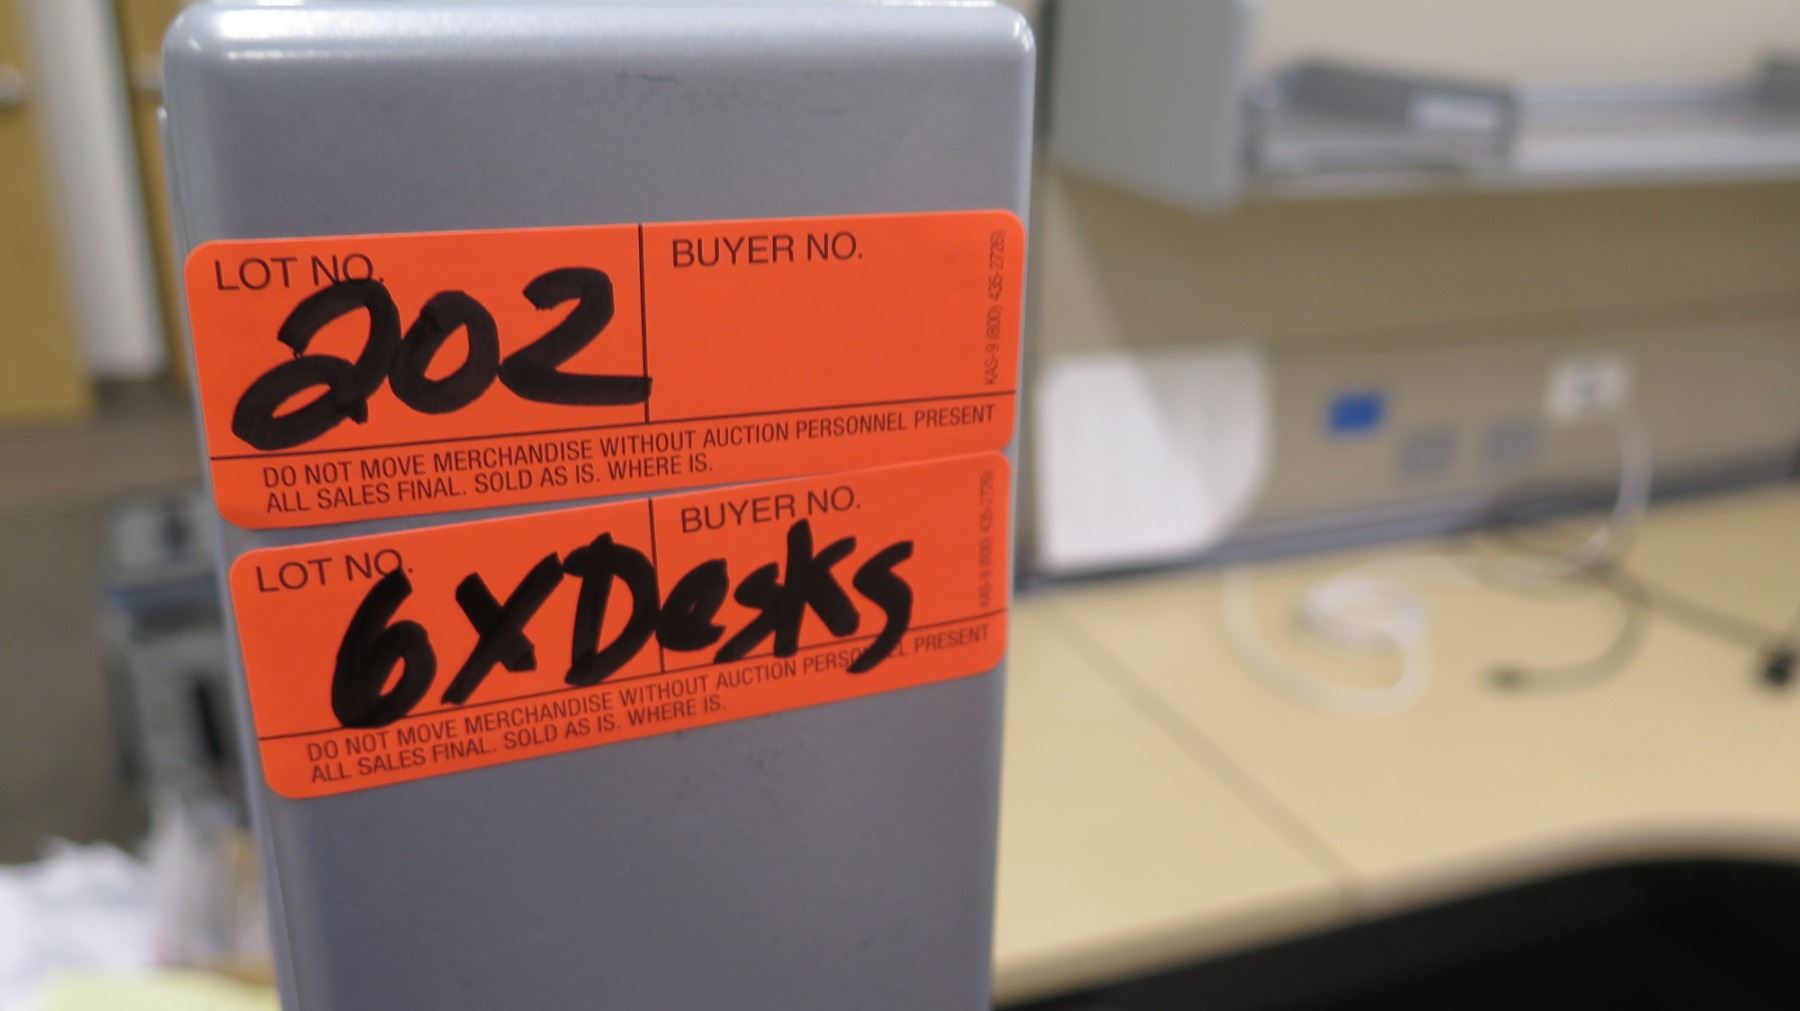 LOT NO.
202
BUYER NO.
KAS-9 (800) 435-2726
DO NOT MOVE MERCHANDISE WITHOUT AUCTION PERSONNEL PRESENT
ALL SALES FINAL. SOLD AS IS. WHERE IS.
LOT NO.
BUYER NO.
6XDesks
KAS-9 (800) 435-2726
DO NOT MOVE MERCHANDISE WITHOUT AUCTION PERSONNEL PRESENT
ALL SALES FINAL. SOLD AS IS. WHERE IS.